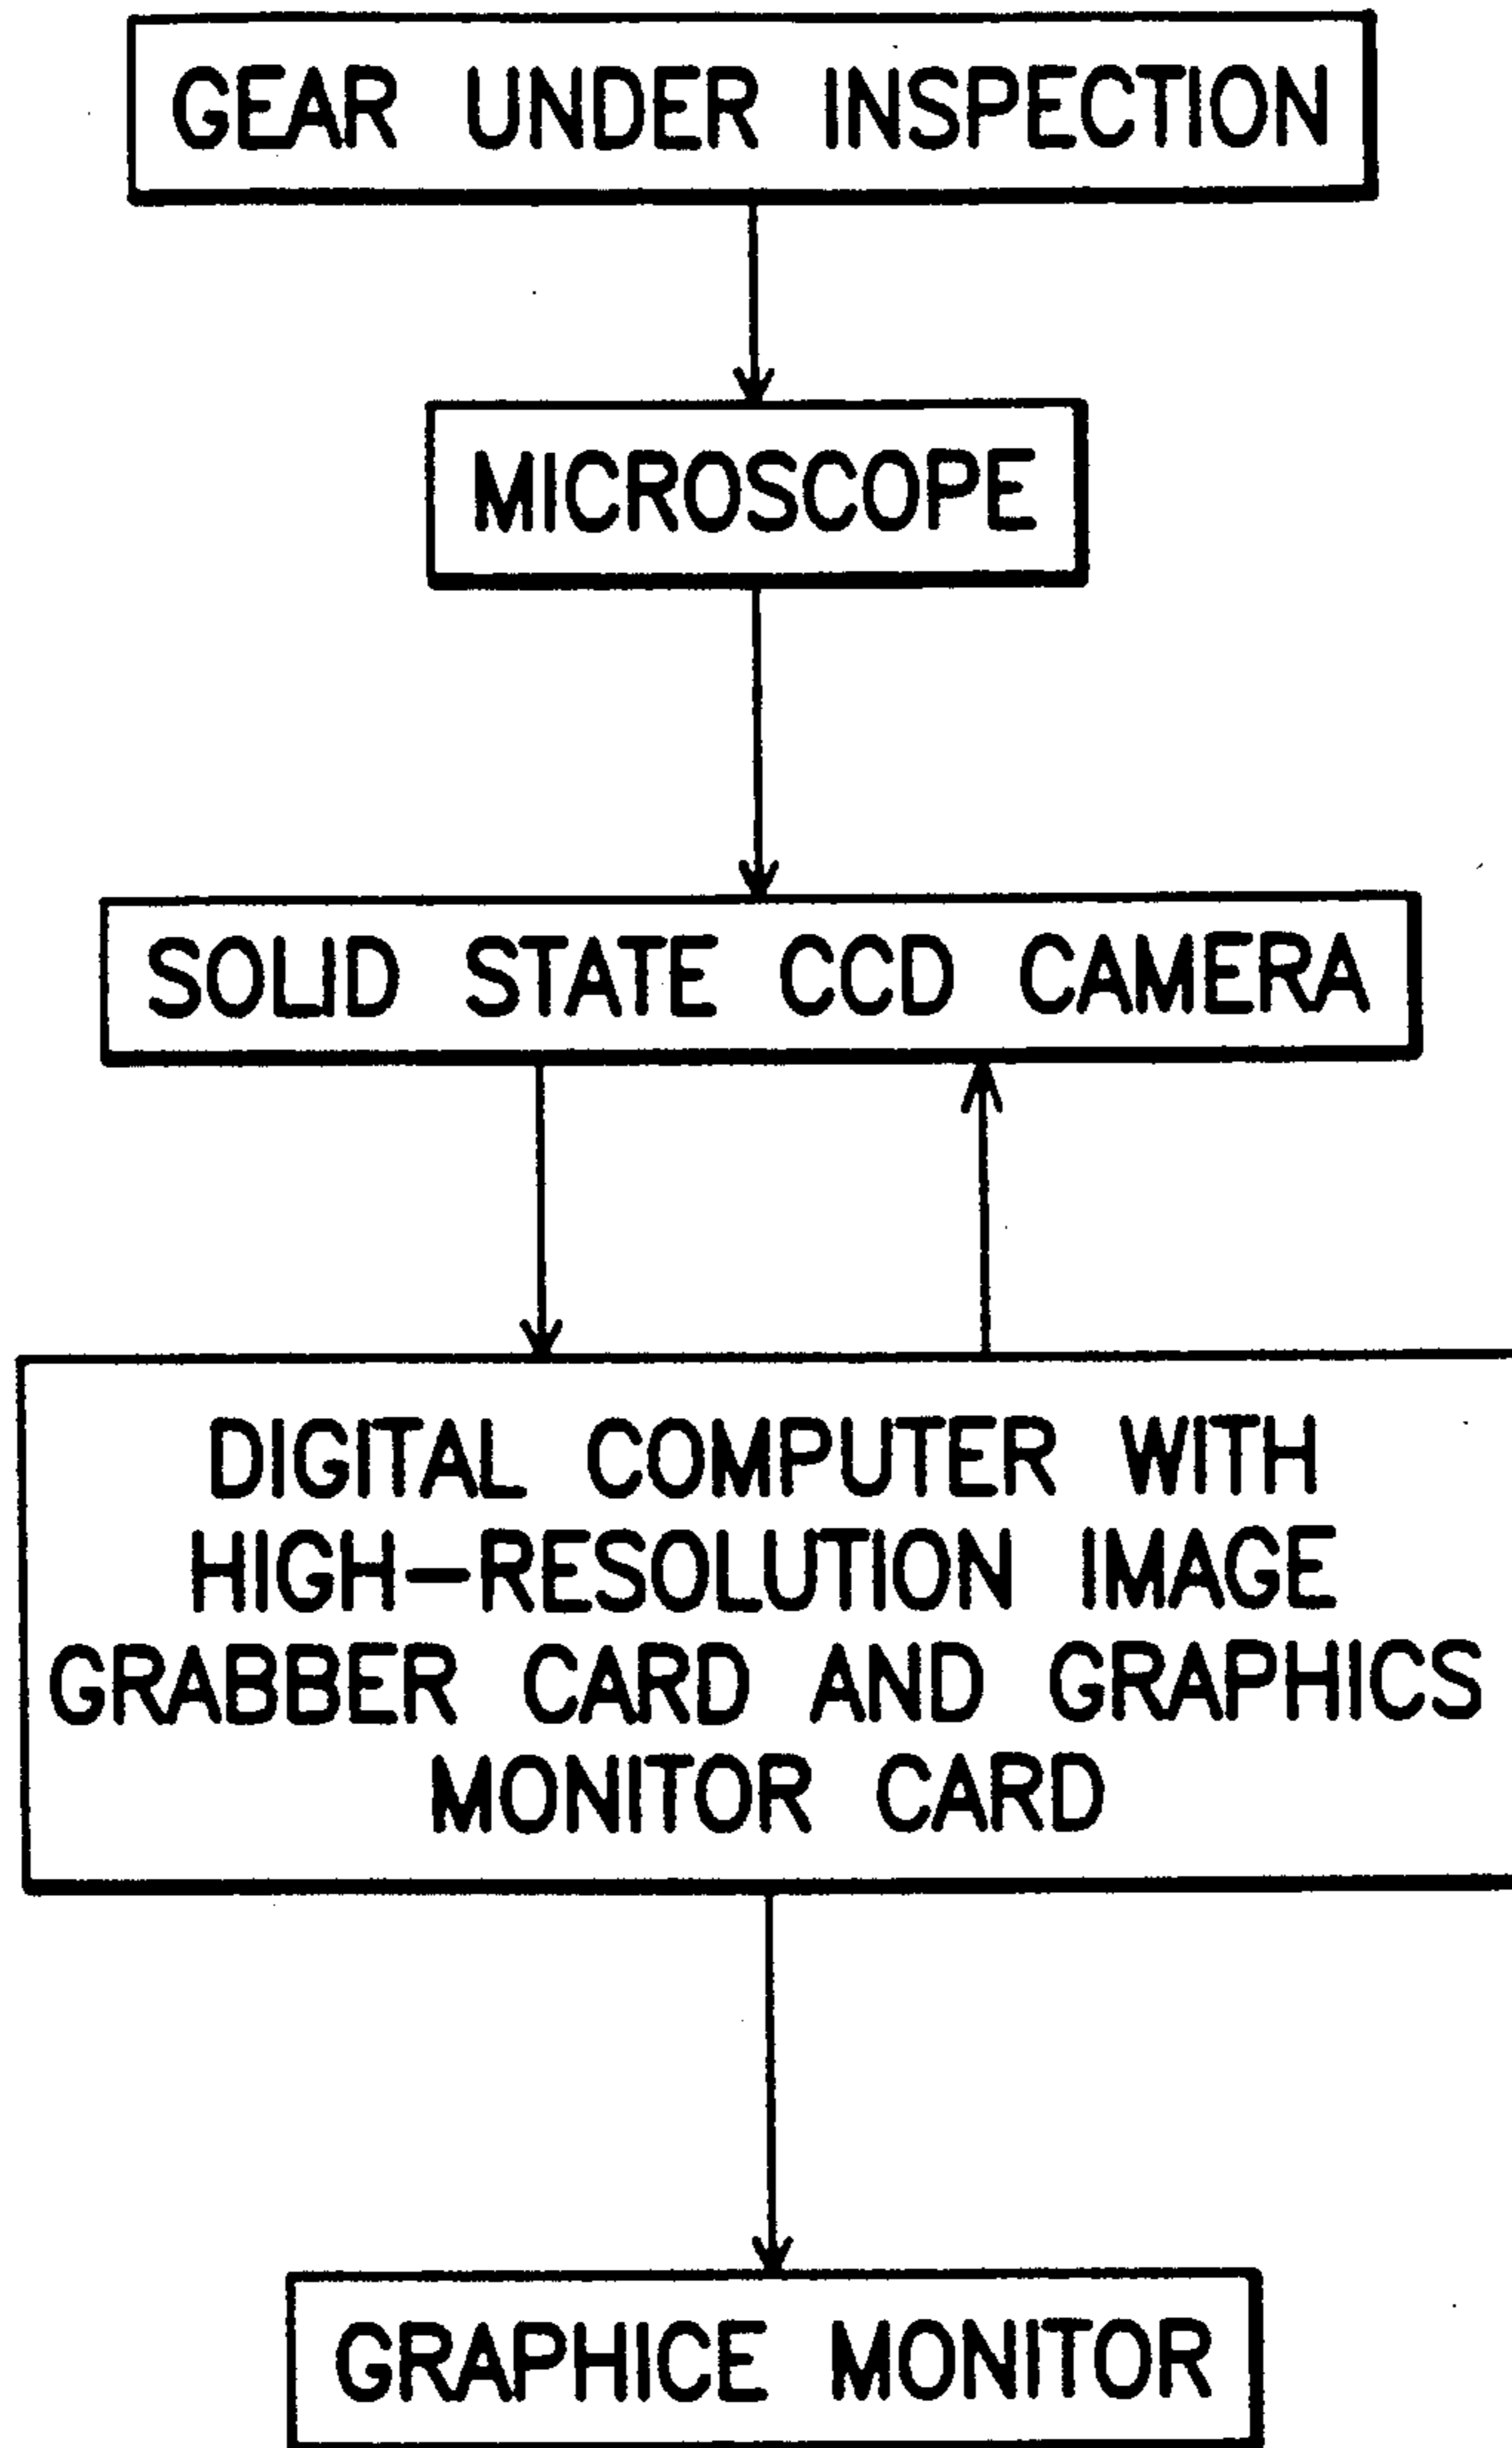 GEAR UNDER INSPECTION
MICROSCOPE
SOLID STATE CCD CAMERA
DIGITAL COMPUTER WITH
HIGH-RESOLUTION IMAGE
GRABBER CARD AND GRAPHICS
MONITOR CARD
GRAPHICE MONITOR